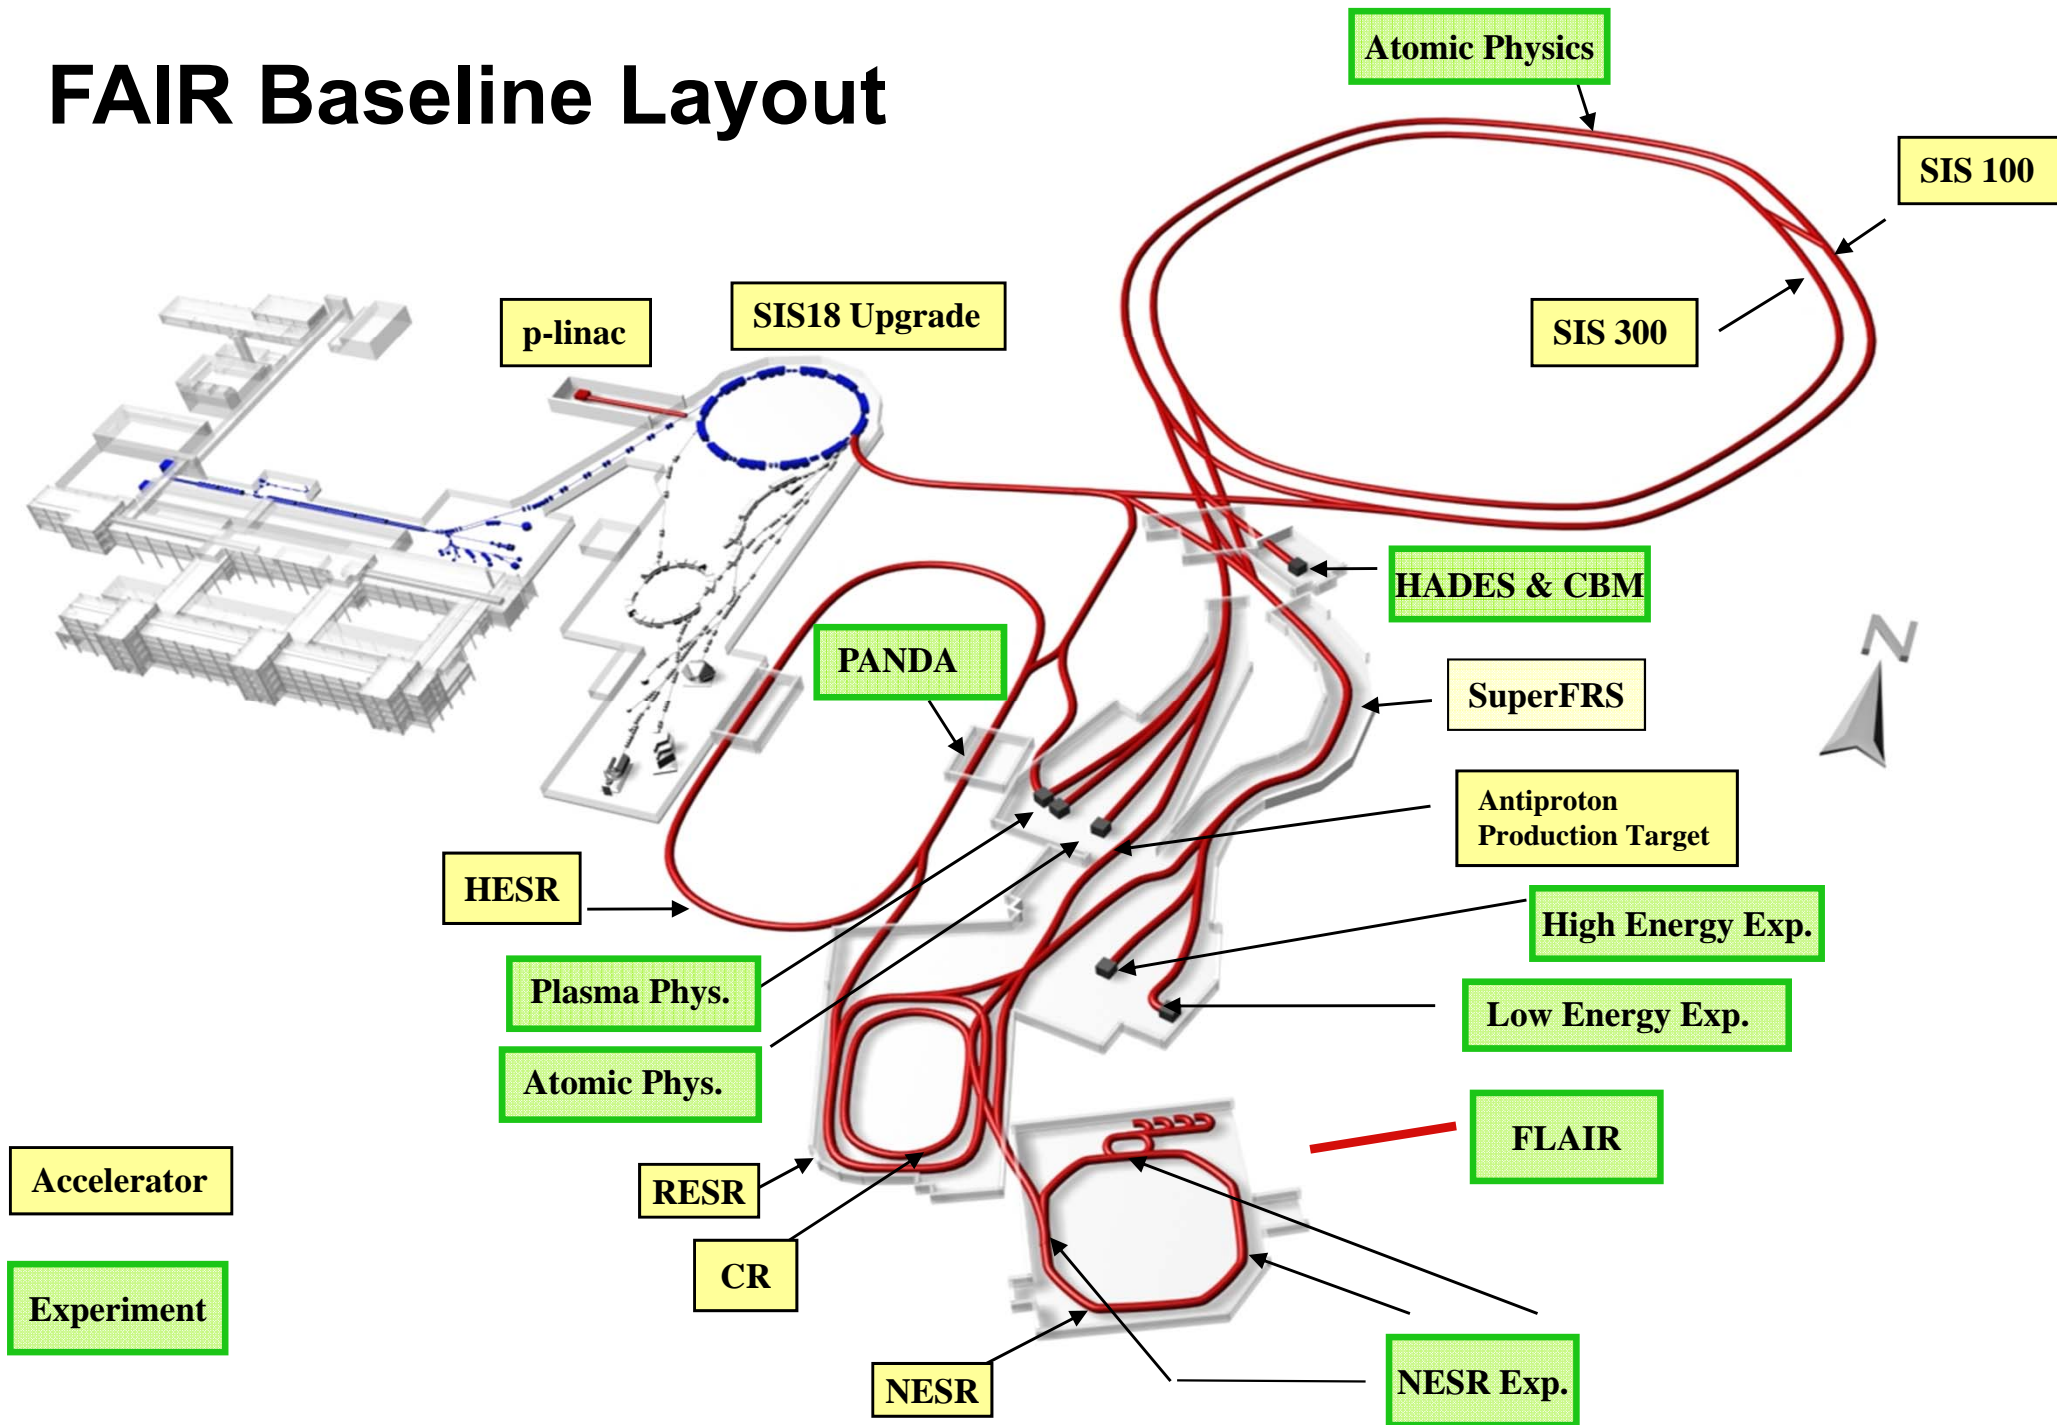 FAIR Baseline Layout
Atomic Physics
SIS 100
SIS 300
p-linac
SIS18 Upgrade
HADES & CBM
N
PANDA
SuperFRS
Antiproton
Production Target
HESR
High Energy Exp.
Plasma Phys.
Low Energy Exp.
Atomic Phys.
FLAIR
Accelerator
RESR
CR
Experiment
NESR
NESR Exp.